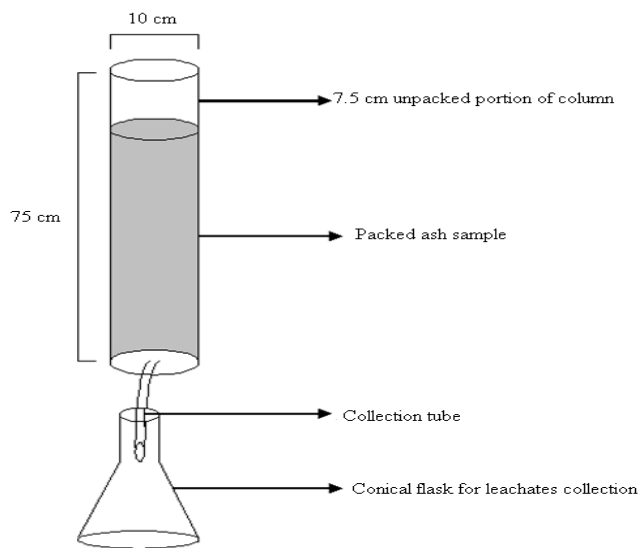 10 cm
7.5 cm unpacked portion of column
75 cm
Packed ash sample
Collection tube
Conical flask for leachates collection